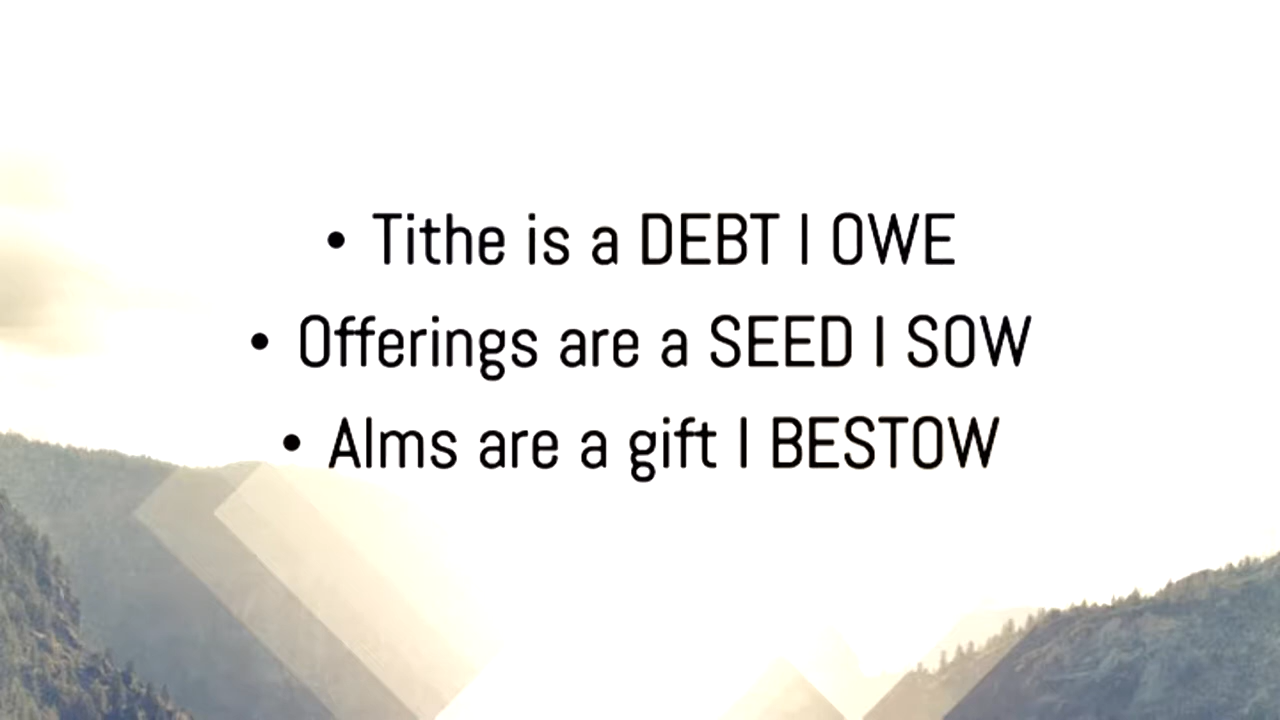 • Tithe is a DEBT I OWE
• Offerings are a SEED I SOW
• Alms are a gift I BESTOW